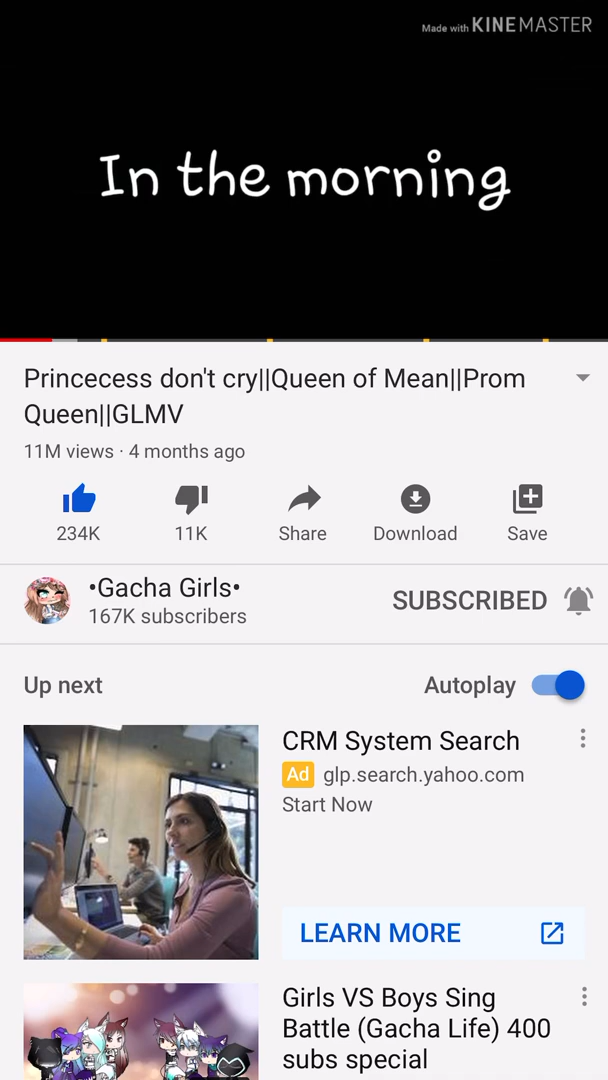 Made with KINEMASTER
In the morning
Princecess don't cry||Queen of Mean||Prom
Queen||GLMV
11M views · 4 months ago
234K
11K
Share
Download
Save
•Gacha Girls•
167K subscribers
SUBSCRIBED
Up next
Autoplay
CRM System Search
Ad glp.search.yahoo.com
Start Now
LEARN MORE
Girls VS Boys Sing
Battle (Gacha Life) 400
subs special